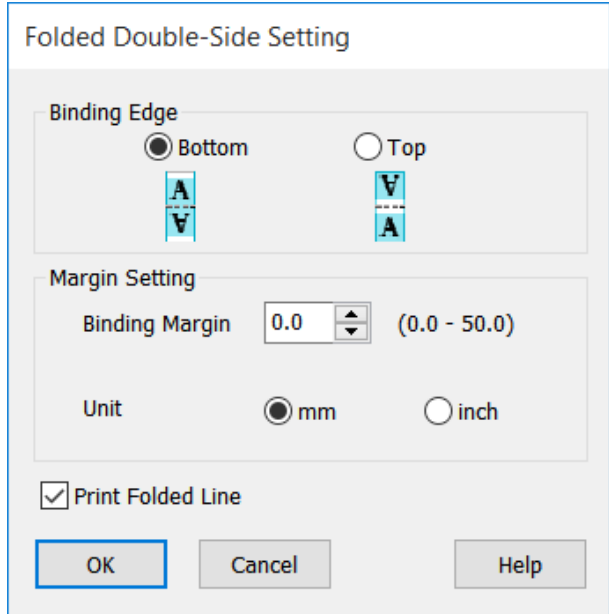 Folded Double-Side Setting
Binding Edge
Bottom Top
A ∀
∀ A
Margin Setting
Binding Margin 0.0 (0.0 - 50.0)
Unit mm inch
Print Folded Line
OK Cancel Help